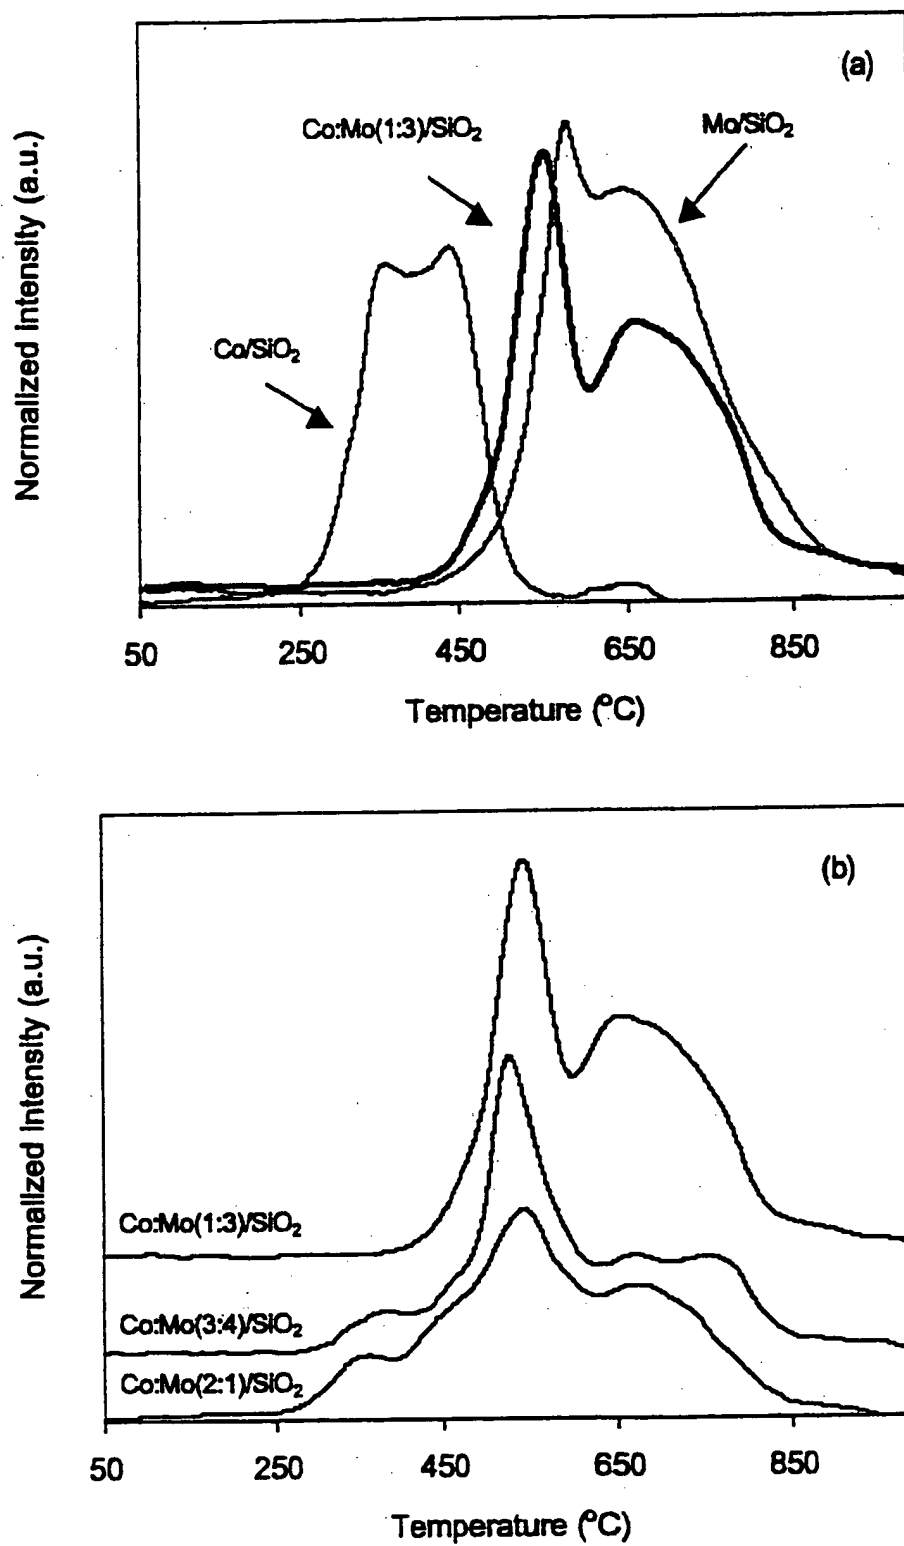 (a)
Co:Mo(1:3)/SiO₂
Mo/SiO₂
Co/SiO₂
Normalized Intensity (a.u.)
50 250 450 650 850
Temperature (°C)
(b)
Normalized Intensity (a.u.)
Co:Mo(1:3)/SiO₂
Co:Mo(3:4)/SiO₂
Co:Mo(2:1)/SiO₂
50 250 450 650 850
Temperature (°C)